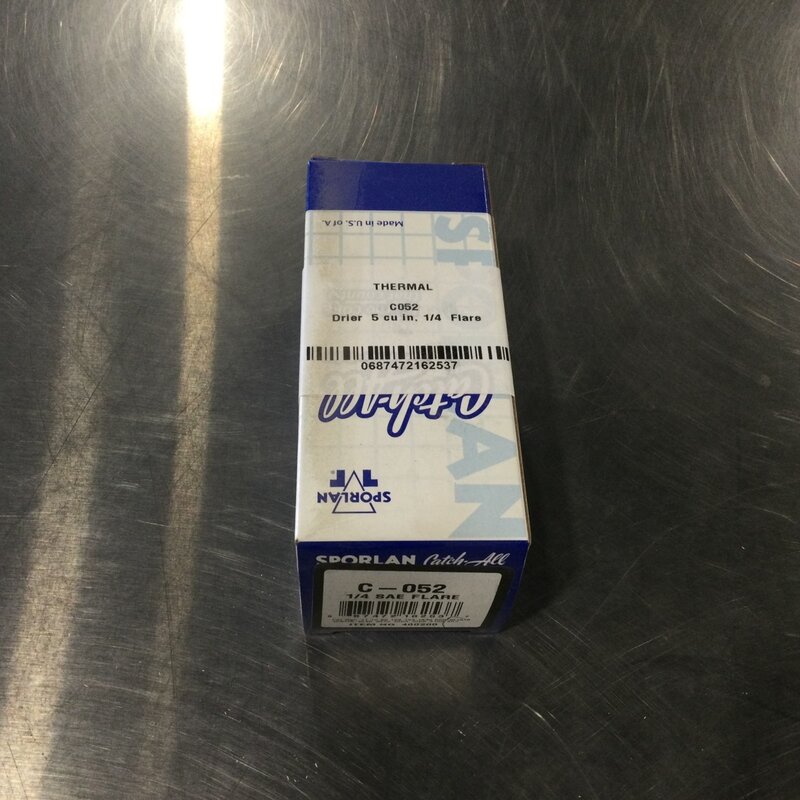 Made in U.S. of A.
SPORLAN
THERMAL
C052
Drier 5 cu in, 1/4 Flare
0687472162537
SPORLAN
SPORLAN Catch-All
C-052
1/4 SAE FLARE